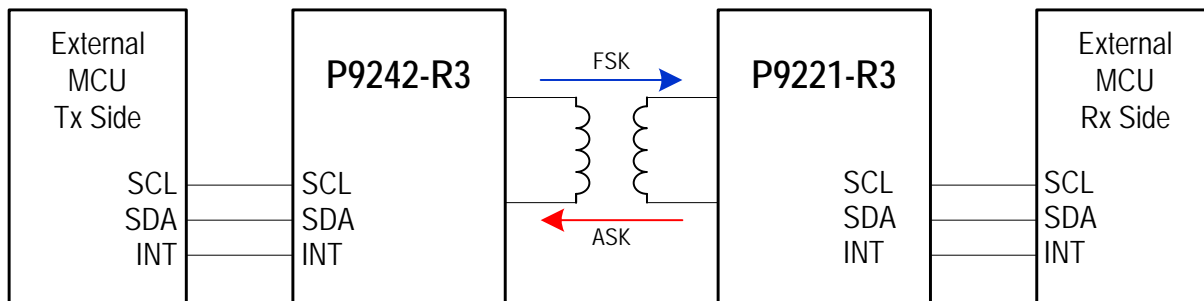 External
MCU
Tx Side
SCL
SDA
INT
P9242-R3
SCL
SDA
INT
FSK
ASK
P9221-R3
SCL
SDA
INT
External
MCU
Rx Side
SCL
SDA
INT